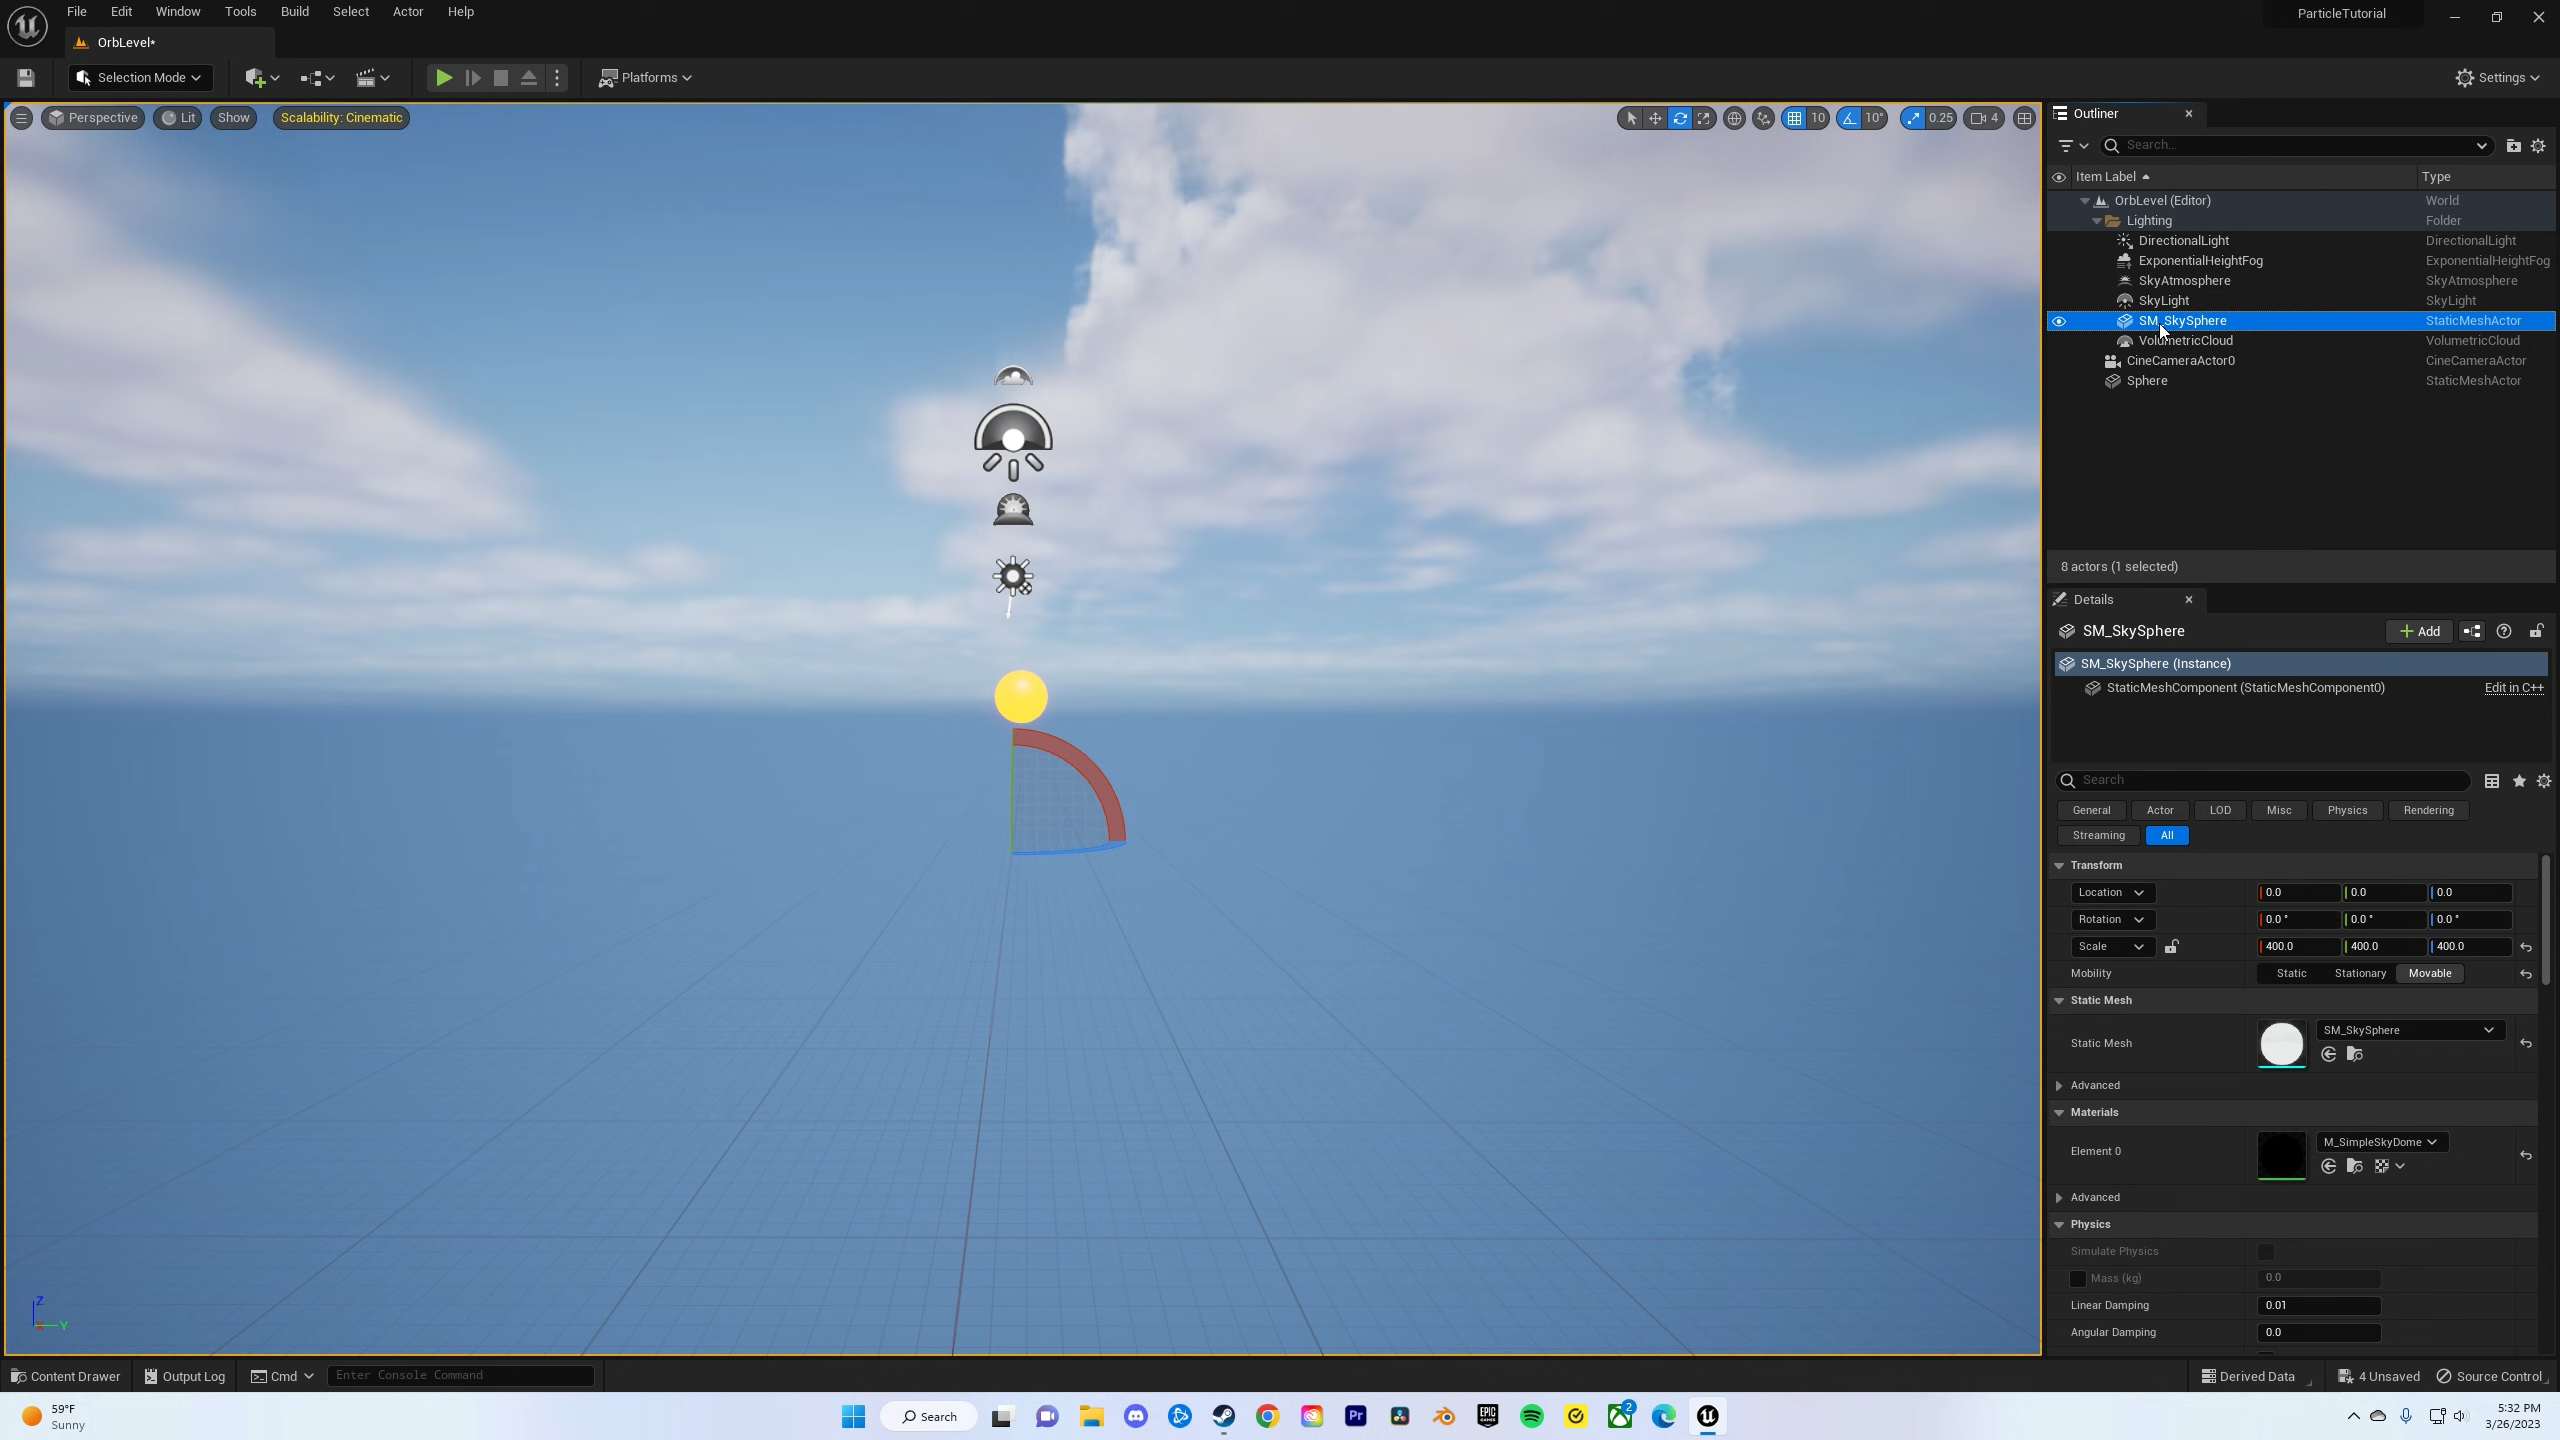 File Edit Window Tools Build Select Actor Help
ParticleTutorial
OrbLevel*
Selection Mode
Platforms
Settings
Perspective Lit Show Scalability: Cinematic
10 10° 0.25 4
Outliner
Search...
Item Label Type
OrbLevel (Editor) World
Lighting Folder
DirectionalLight DirectionalLight
ExponentialHeightFog ExponentialHeightFog
SkyAtmosphere SkyAtmosphere
SkyLight SkyLight
SM_SkySphere StaticMeshActor
VolumetricCloud VolumetricCloud
CineCameraActor0 CineCameraActor
Sphere StaticMeshActor
8 actors (1 selected)
Details
SM_SkySphere
Add
SM_SkySphere (Instance)
StaticMeshComponent (StaticMeshComponent0) Edit in C++
Search
General Actor LOD Misc Physics Rendering
Streaming All
Transform
Location 0.0 0.0 0.0
Rotation 0.0 ° 0.0 ° 0.0 °
Scale 400.0 400.0 400.0
Mobility Static Stationary Movable
Static Mesh
SM_SkySphere
Static Mesh
Advanced
Materials
M_SimpleSkyDome
Element 0
Advanced
Physics
Simulate Physics
Mass (kg) 0.0
Linear Damping 0.01
Angular Damping 0.0
Z
X Y
Content Drawer Output Log Cmd Enter Console Command
Derived Data 4 Unsaved Source Control
59°F
Sunny
Search
Pr
EPIC GAMES
2
5:32 PM
3/26/2023